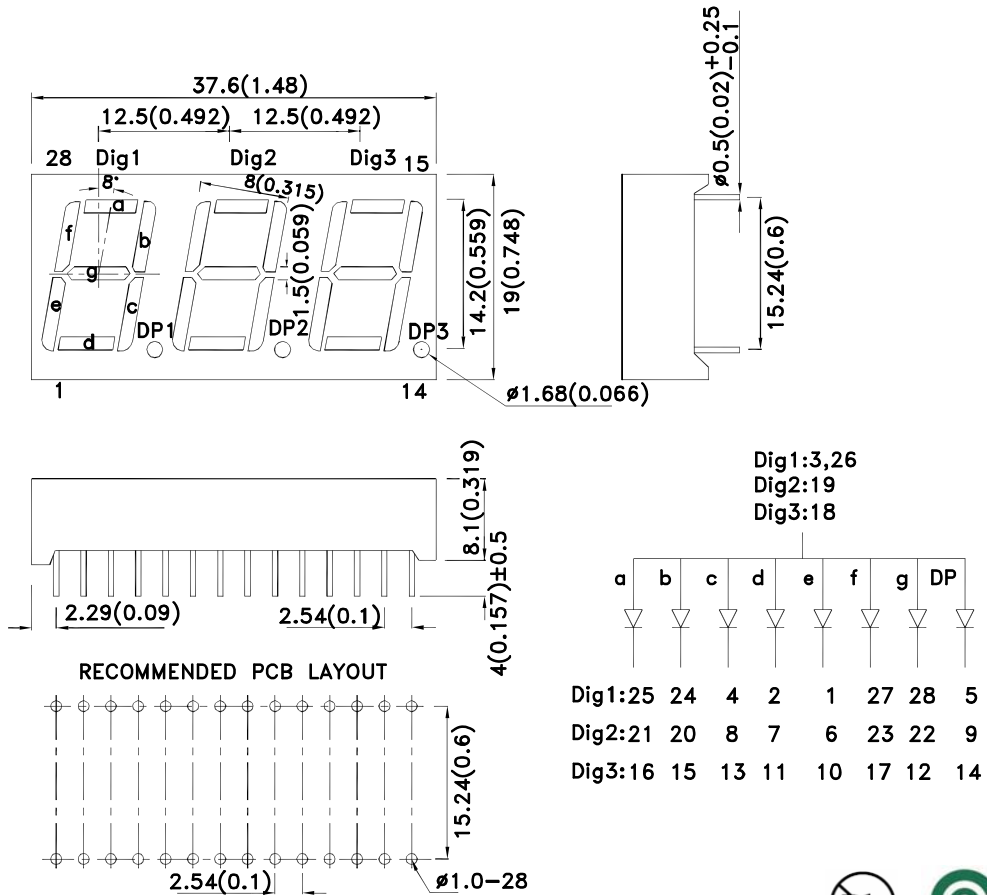 37.6(1.48)
12.5(0.492) 12.5(0.492)
28 Dig1 Dig2 Dig3 15
8°
8(0.315)
a
f b
g
e c
d
DP1 DP2 DP3
1.5(0.059)
14.2(0.559)
19(0.748)
1 14
ø1.68(0.066)
ø0.5(0.02)+0.25
-0.1
15.24(0.6)
8.1(0.319)
4(0.157)±0.5
2.29(0.09) 2.54(0.1)
RECOMMENDED PCB LAYOUT
15.24(0.6)
2.54(0.1) ø1.0-28
Dig1:3,26
Dig2:19
Dig3:18
a b c d e f g DP
Dig1:25 24 4 2 1 27 28 5
Dig2:21 20 8 7 6 23 22 9
Dig3:16 15 13 11 10 17 12 14